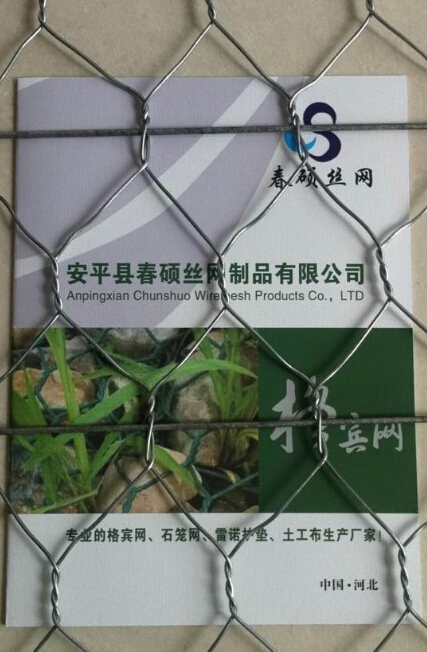 春硕丝网
安平县春硕丝网制品有限公司
Anpingxian Chunshuo Wiremesh Products Co., LTD
格宾网
专业的格宾网、石笼网、雷诺护垫、土工布生产厂家!
中国·河北